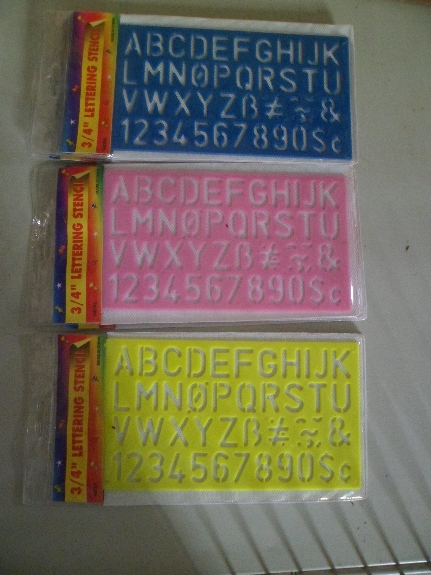 3/4" LETTERING STENCIL
ABCDEFGHIJK
LMNØPQRSTU
VWXYZß≠⍨&
1234567890$c
3/4" LETTERING STENCIL
ABCDEFGHIJK
LMNØPQRSTU
VWXYZß≠&
1234567890$c
3/4" LETTERING STENCIL
ABCDEFGHIJK
LMNØPQRSTU
VWXYZß≠&
1234567890$c